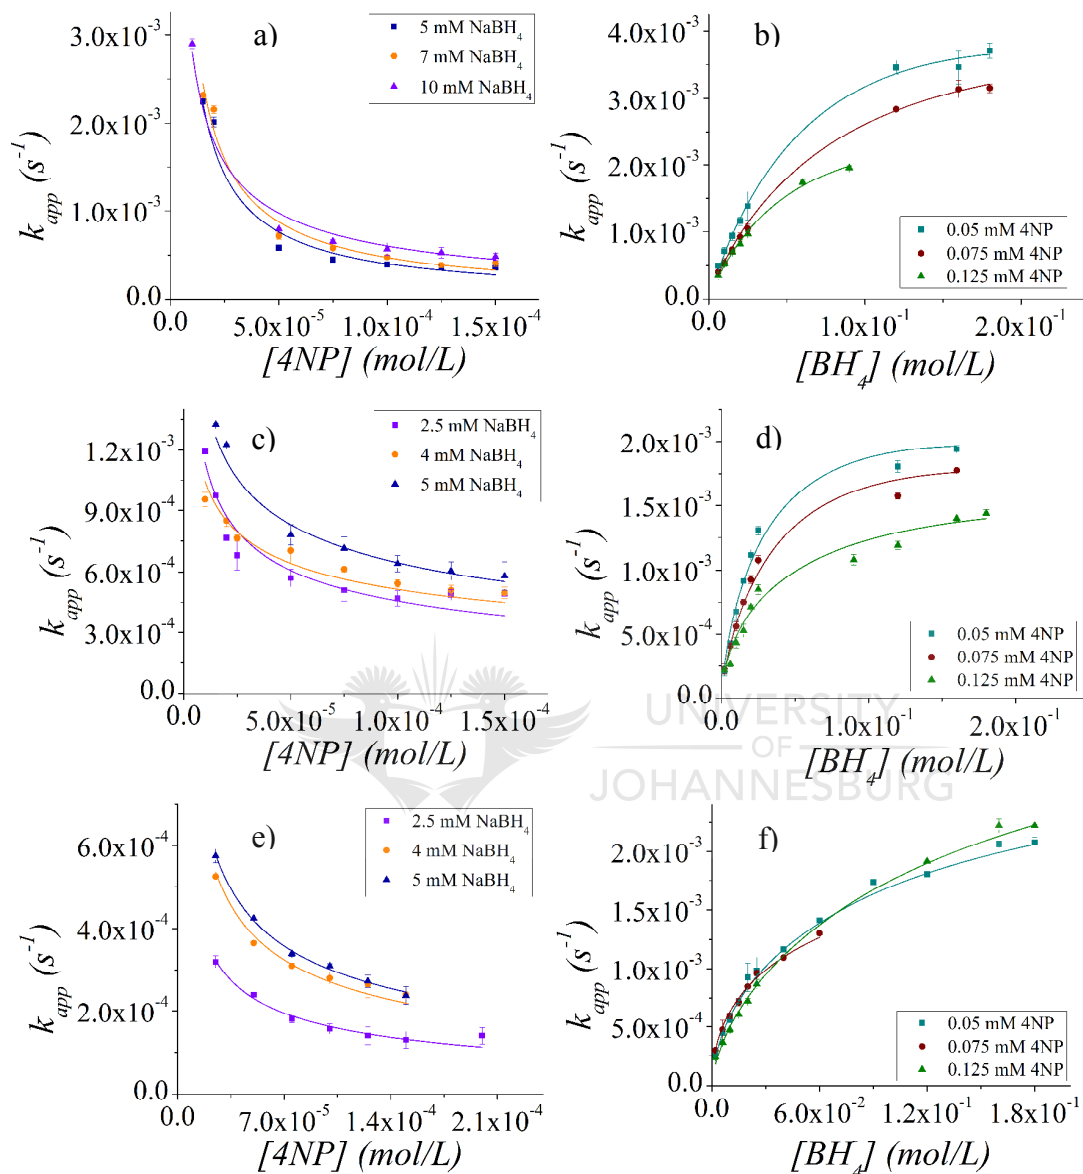 a)
5 mM NaBH4
7 mM NaBH4
10 mM NaBH4
3.0x10-3
2.0x10-3
1.0x10-3
0.0
kapp (s-1)
5.0x10-5
1.0x10-4
1.5x10-4
[4NP] (mol/L)
b)
4.0x10-3
3.0x10-3
2.0x10-3
1.0x10-3
0.0
kapp (s-1)
0.05 mM 4NP
0.075 mM 4NP
0.125 mM 4NP
0.0
1.0x10-1
2.0x10-1
[BH4] (mol/L)
c)
2.5 mM NaBH4
4 mM NaBH4
5 mM NaBH4
1.2x10-3
9.0x10-4
6.0x10-4
3.0x10-4
0.0
kapp (s-1)
0.0
5.0x10-5
1.0x10-4
1.5x10-4
[4NP] (mol/L)
d)
2.0x10-3
1.5x10-3
1.0x10-3
5.0x10-4
0.0
kapp (s-1)
0.05 mM 4NP
0.075 mM 4NP
0.125 mM 4NP
0.0
1.0x10-1
2.0x10-1
[BH4] (mol/L)
UNIVERSITY
OF
JOHANNESBURG
e)
2.5 mM NaBH4
4 mM NaBH4
5 mM NaBH4
6.0x10-4
4.0x10-4
2.0x10-4
0.0
kapp (s-1)
0.0
7.0x10-5
1.4x10-4
2.1x10-4
[4NP] (mol/L)
f)
2.0x10-3
1.5x10-3
1.0x10-3
5.0x10-4
0.0
kapp (s-1)
0.05 mM 4NP
0.075 mM 4NP
0.125 mM 4NP
0.0
6.0x10-2
1.2x10-1
1.8x10-1
[BH4] (mol/L)